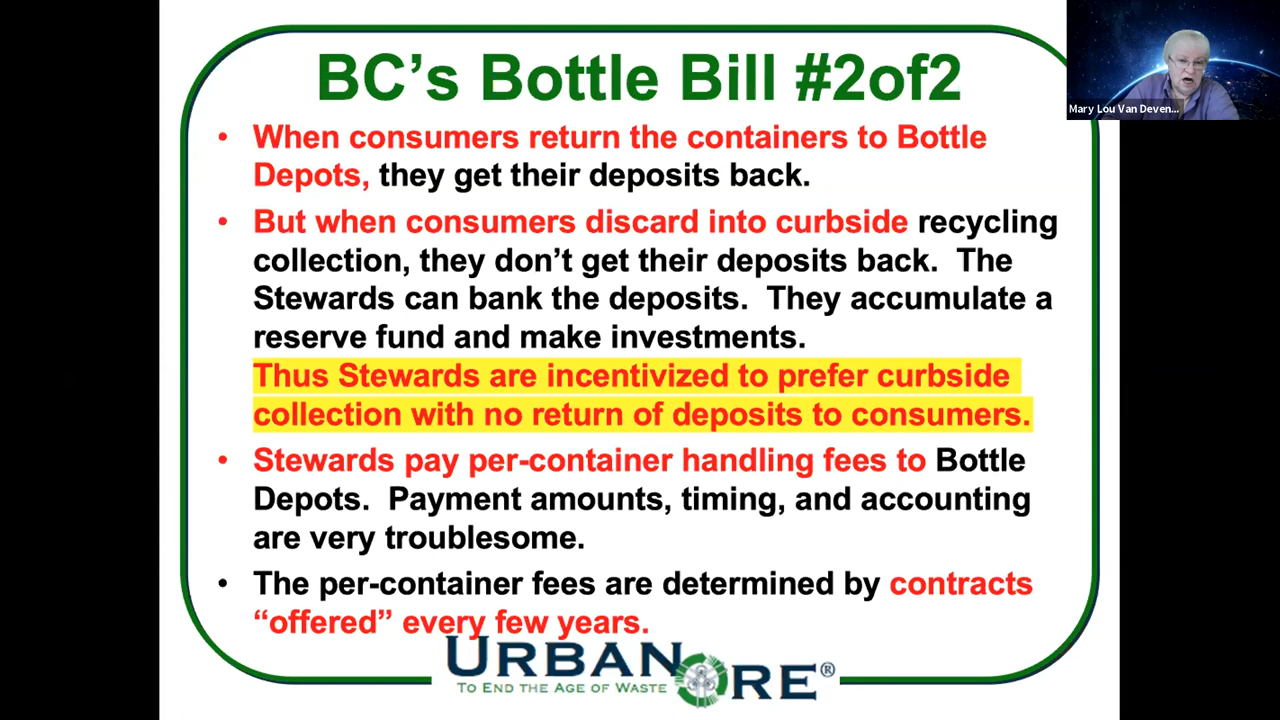 BC’s Bottle Bill #2of2
Mary Lou Van Deven...
• When consumers return the containers to Bottle
Depots, they get their deposits back.
• But when consumers discard into curbside recycling
collection, they don’t get their deposits back. The
Stewards can bank the deposits. They accumulate a
reserve fund and make investments.
Thus Stewards are incentivized to prefer curbside
collection with no return of deposits to consumers.
• Stewards pay per-container handling fees to Bottle
Depots. Payment amounts, timing, and accounting
are very troublesome.
• The per-container fees are determined by contracts
“offered” every few years.
URBAN ORE®
TO END THE AGE OF WASTE